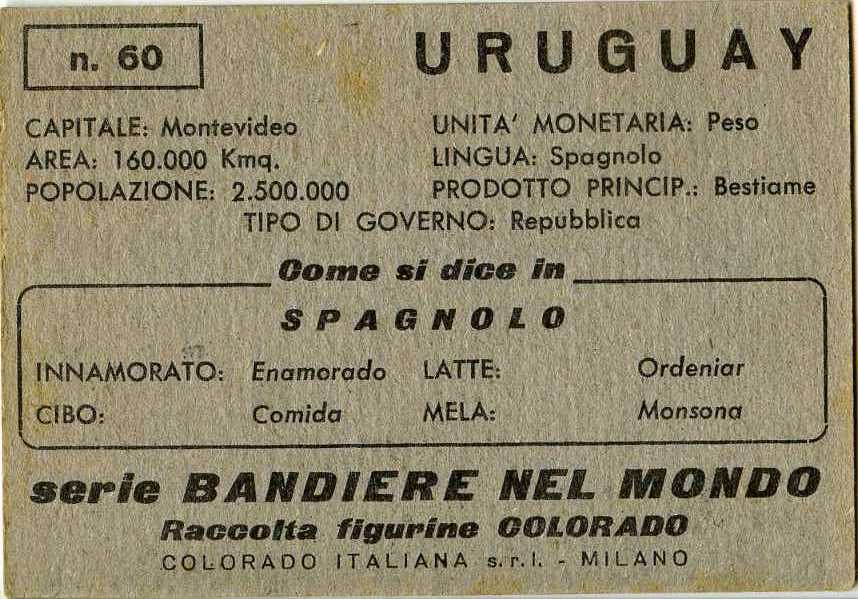 n. 60
URUGUAY
CAPITALE: Montevideo
UNITA' MONETARIA: Peso
AREA: 160.000 Kmq.
LINGUA: Spagnolo
POPOLAZIONE: 2.500.000
PRODOTTO PRINCIP.: Bestiame
TIPO DI GOVERNO: Repubblica
Come si dice in
SPAGNOLO
INNAMORATO: Enamorado LATTE: Ordeniar
CIBO: Comida MELA: Monsona
serie BANDIERE NEL MONDO
Raccolta figurine COLORADO
COLORADO ITALIANA s.r.l. - MILANO